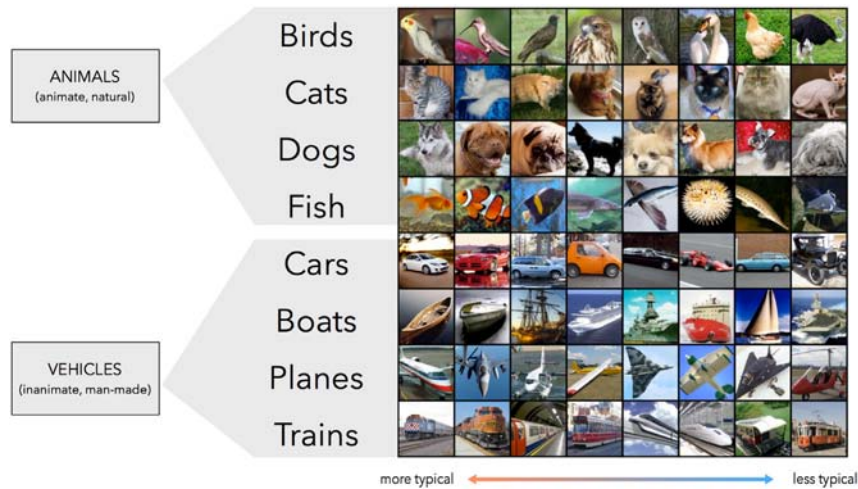 Birds
ANIMALS
(animate, natural)
Cats
Dogs
Fish
Cars
Boats
VEHICLES
(inanimate, man-made)
Planes
Trains
more typical
less typical